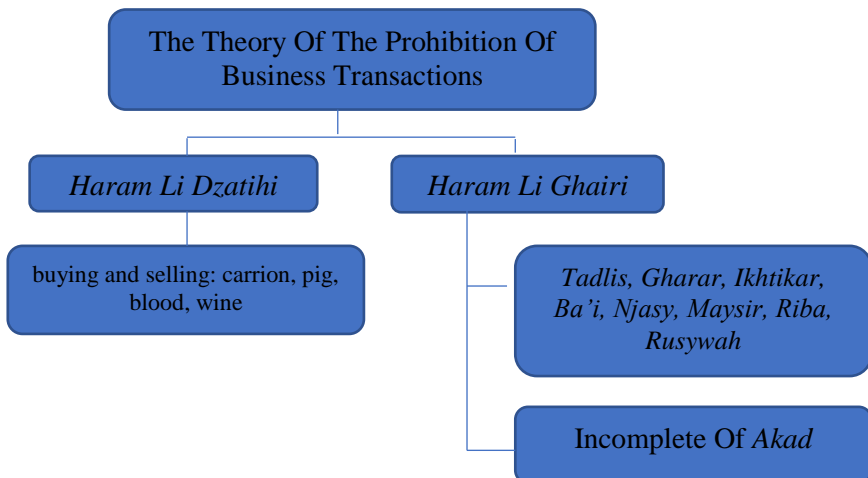 The Theory Of The Prohibition Of
Business Transactions
Haram Li Dzatihi
Haram Li Ghairi
buying and selling: carrion, pig,
blood, wine
Tadlis, Gharar, Ikhtikar,
Ba’i, Njasy, Maysir, Riba,
Rusywah
Incomplete Of Akad